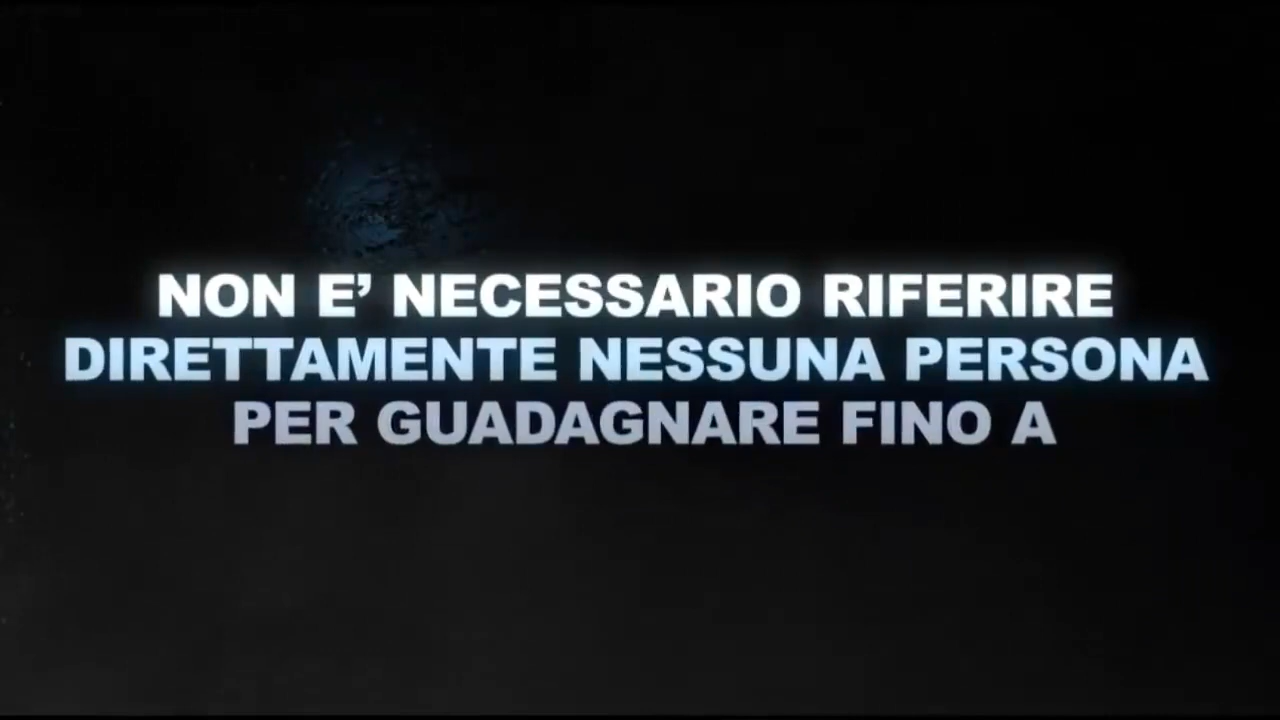 NON E’ NECESSARIO RIFERIRE
DIRETTAMENTE NESSUNA PERSONA
PER GUADAGNARE FINO A